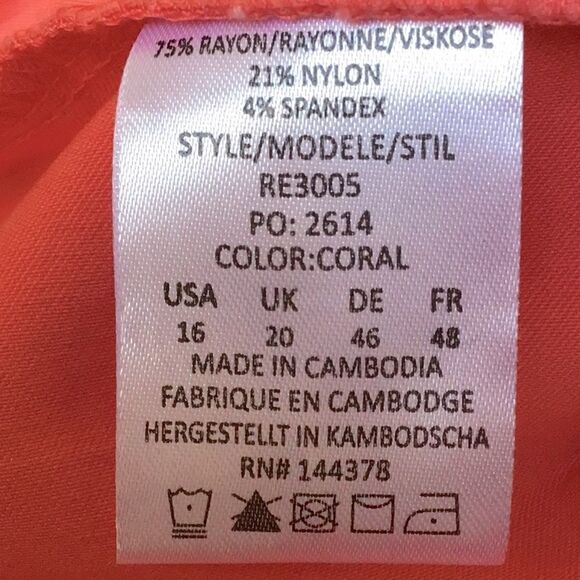 75% RAYON/RAYONNE/VISKOSE
21% NYLON
4% SPANDEX
STYLE/MODELE/STIL
RE3005
PO: 2614
COLOR:CORAL
USA UK DE FR
16 20 46 48
MADE IN CAMBODIA
FABRIQUE EN CAMBODGE
HERGESTELLT IN KAMBODSCHA
RN# 144378